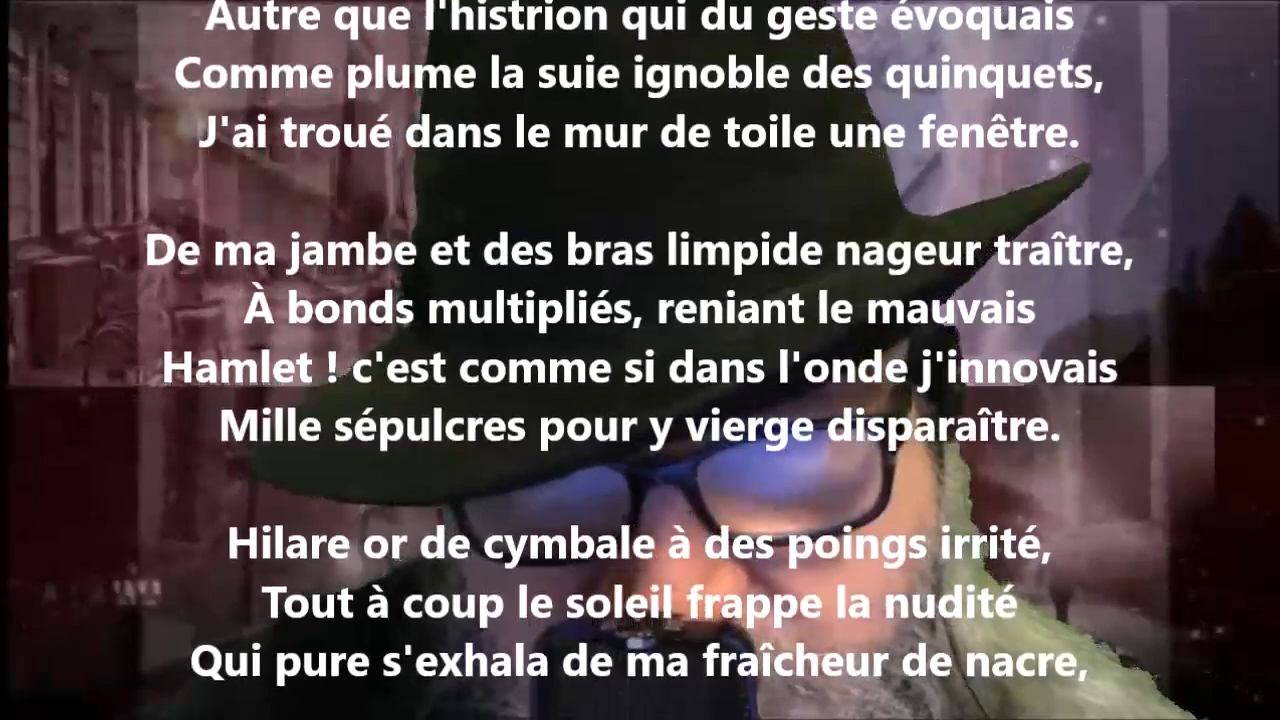 Autre que l'histrion qui du geste évoquais
Comme plume la suie ignoble des quinquets,
J'ai troué dans le mur de toile une fenêtre.
De ma jambe et des bras limpide nageur traître,
À bonds multipliés, reniant le mauvais
Hamlet ! c'est comme si dans l'onde j'innovais
Mille sépulcres pour y vierge disparaître.
Hilare or de cymbale à des poings irrité,
Tout à coup le soleil frappe la nudité
Qui pure s'exhala de ma fraîcheur de nacre,